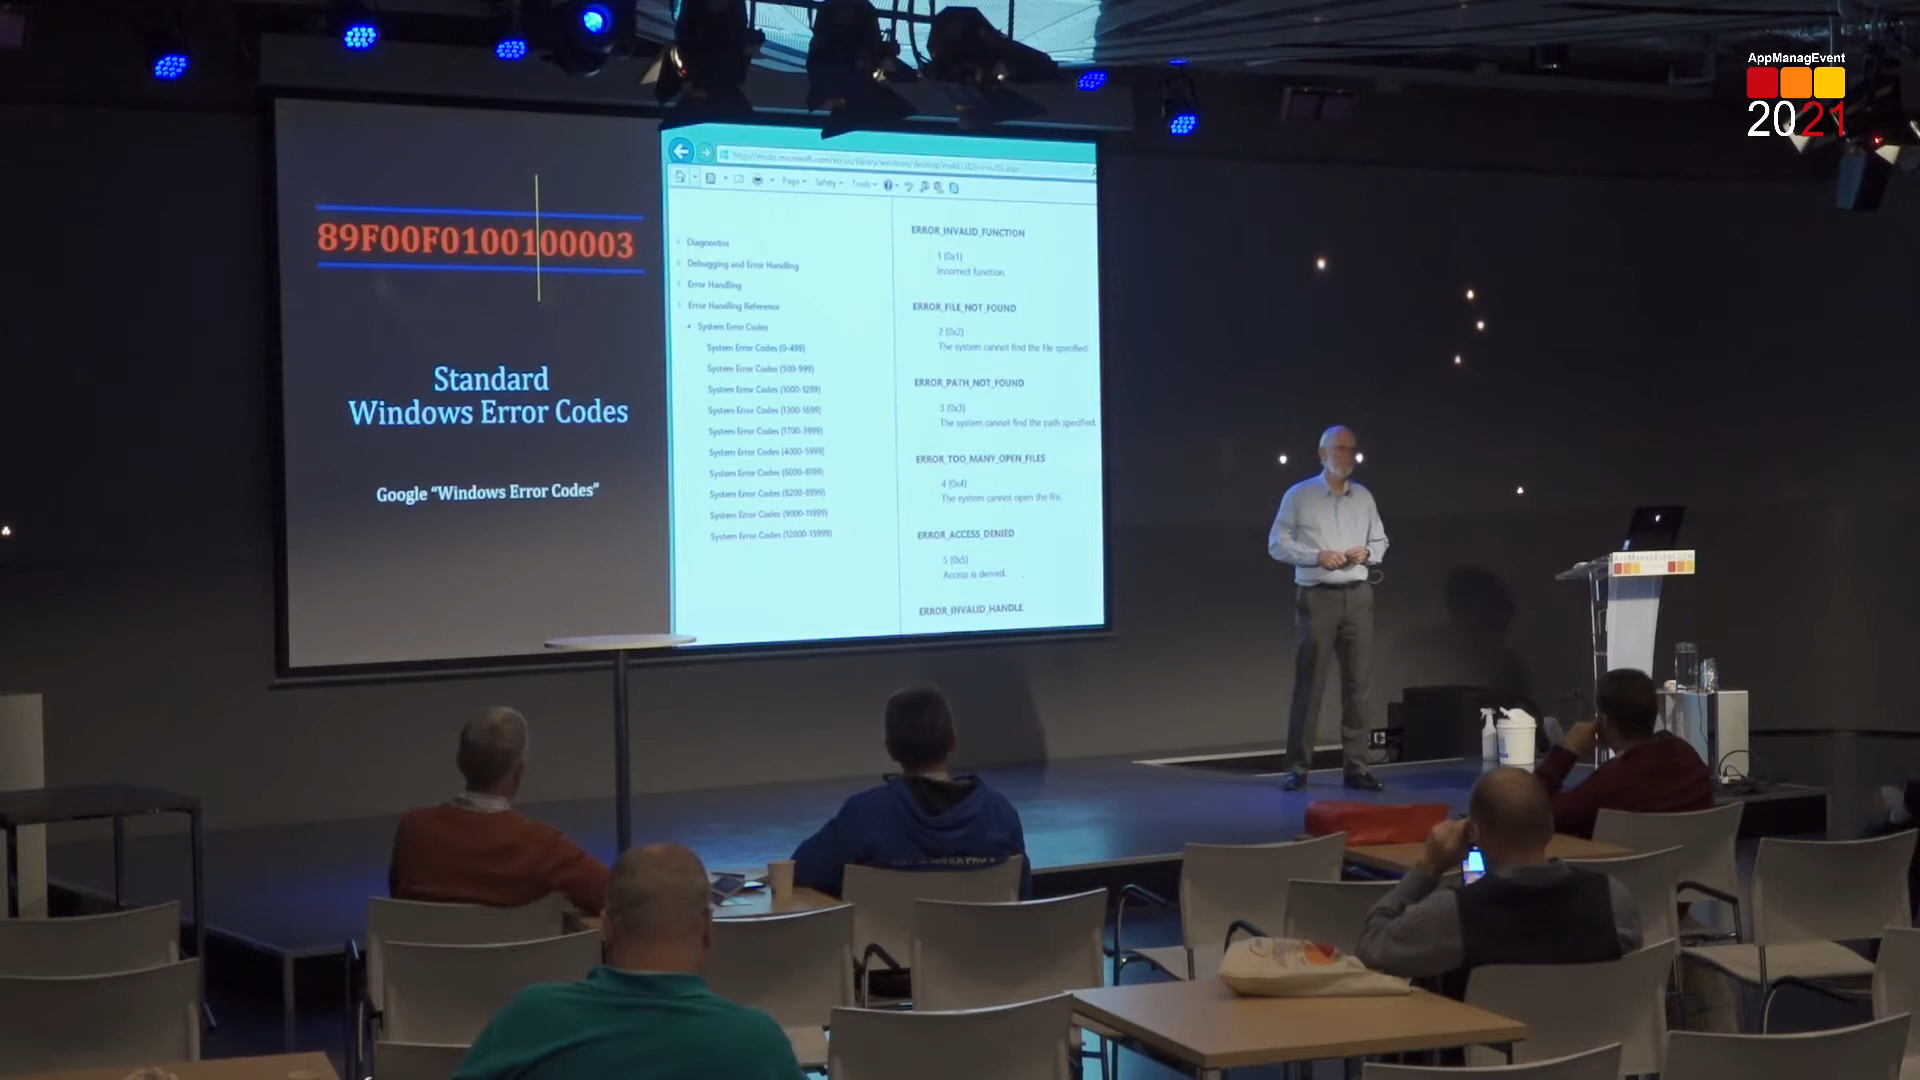 AppManagEvent
2021
89F00F0100100003
Standard
Windows Error Codes
Google “Windows Error Codes”
Page
Safety
Tools
Diagnostics
Debugging and Error Handling
Error Handling
Error Handling Reference
System Error Codes
System Error Codes (0-499)
System Error Codes (500-999)
System Error Codes (1000-1299)
System Error Codes (1300-1699)
System Error Codes (1700-3999)
System Error Codes (4000-5999)
System Error Codes (6000-8199)
System Error Codes (8200-8999)
System Error Codes (9000-11999)
System Error Codes (12000-15999)
ERROR_INVALID_FUNCTION
1 (0x1)
Incorrect function.
ERROR_FILE_NOT_FOUND
2 (0x2)
The system cannot find the file specified.
ERROR_PATH_NOT_FOUND
3 (0x3)
The system cannot find the path specified.
ERROR_TOO_MANY_OPEN_FILES
4 (0x4)
The system cannot open the file.
ERROR_ACCESS_DENIED
5 (0x5)
Access is denied.
ERROR_INVALID_HANDLE